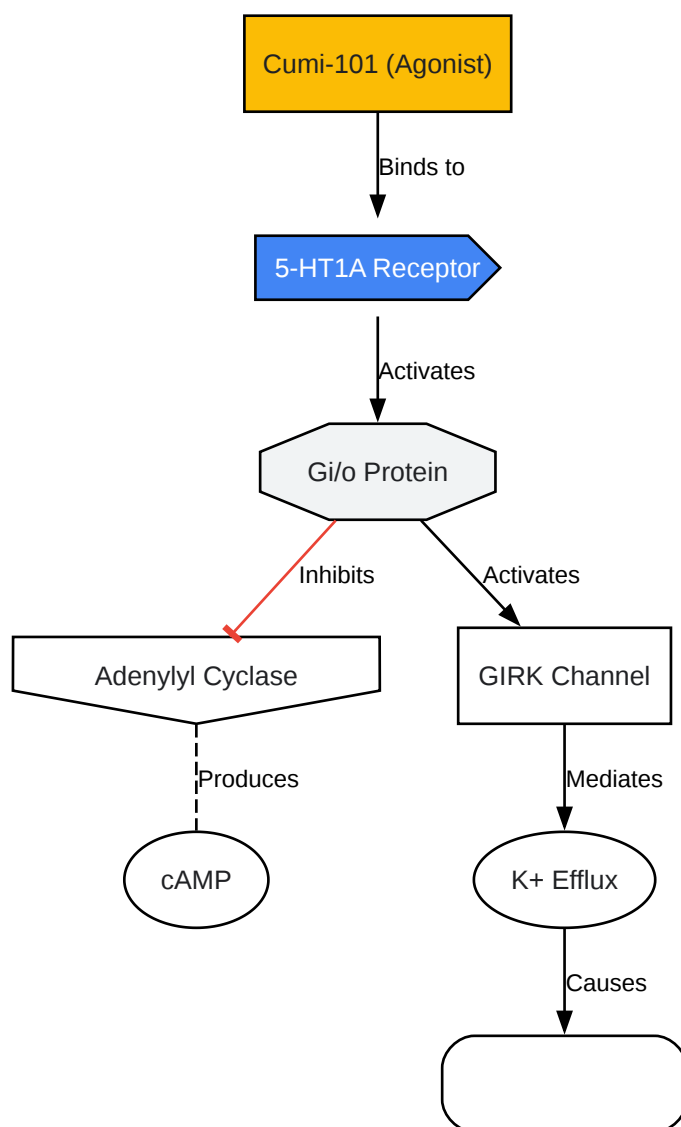 Cumi-101 (Agonist)
Binds to
5-HT1A Receptor
Activates
Gi/o Protein
Inhibits
Activates
Adenylyl Cyclase
GIRK Channel
Produces
Mediates
cAMP
K+ Efflux
Causes